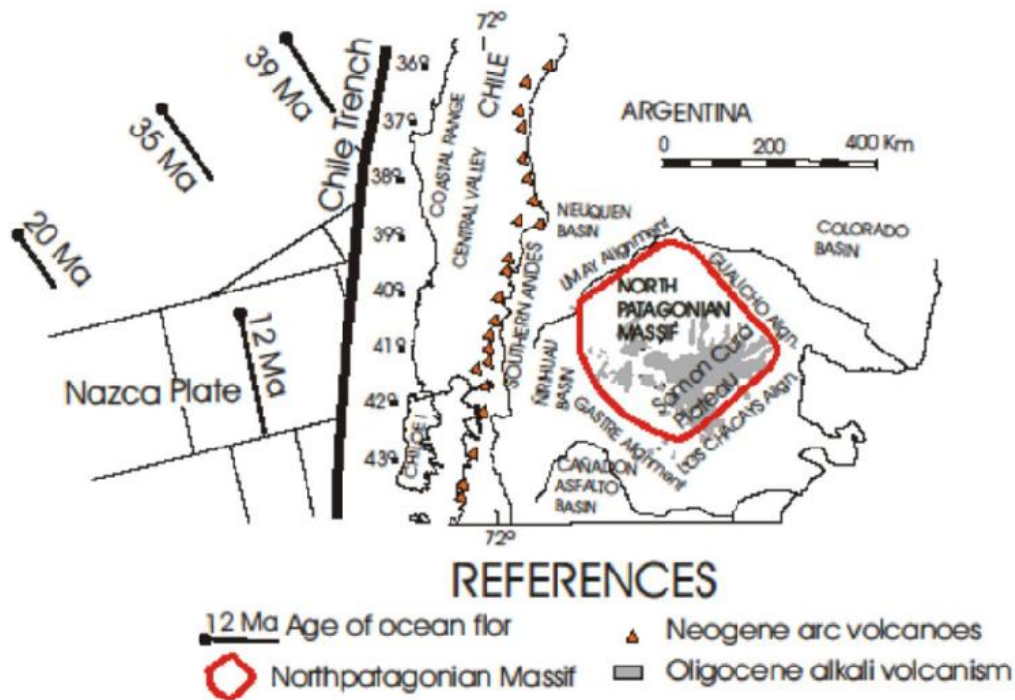 72º
39 Ma
35 Ma
20 Ma
12 Ma
Nazca Plate
Chile Trench
36º
37º
38º
39º
40º
41º
42º
43º
COASTAL RANGE
CENTRAL VALLEY
CHILE
CHILOE I
SOUTHERN ANDES
ARGENTINA
0 200 400 Km
NEUQUEN
BASIN
COLORADO
BASIN
LIMAY Alignment
GUALICHO Align.
NORTH
PATAGONIAN
MASSIF
Somon Cura
Plateau
ÑIRIHUAU
BASIN
GASTRE Alignment
LOS CHACAYS Align.
CAÑADON
ASFALTO
BASIN
72º
REFERENCES
12 Ma Age of ocean flor
Neogene arc volcanoes
Northpatagonian Massif
Oligocene alkali volcanism